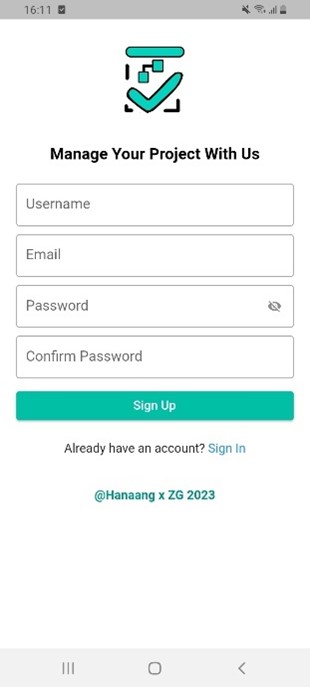 16:11
Manage Your Project With Us
Username
Email
Password
Confirm Password
Sign Up
Already have an account? Sign In
@Hanaang x ZG 2023